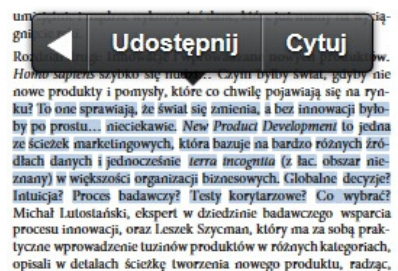 Udostępnij Cytuj
Homo sapiens szybko się nudzi... Czym byłby świat, gdyby nie
nowe produkty i pomysły, które co chwilę pojawiają się na ryn-
ku? To one sprawiają, że świat się zmienia, a bez innowacji było-
by po prostu... nieciekawie. New Product Development to jedna
ze ścieżek marketingowych, która bazuje na bardzo różnych źró-
dłach danych i jednocześnie terra incognita (z łac. obszar nie-
znany) w większości organizacji biznesowych. Globalne decyzje?
Intuicja? Proces badawczy? Testy korytarzowe? Co wybrać?
Michał Lutostański, ekspert w dziedzinie badawczego wsparcia
procesu innowacji, oraz Leszek Szycman, który ma za sobą prak-
tyczne wprowadzenie tuzinów produktów w różnych kategoriach,
opisali w detalach ścieżkę tworzenia nowego produktu, radząc,